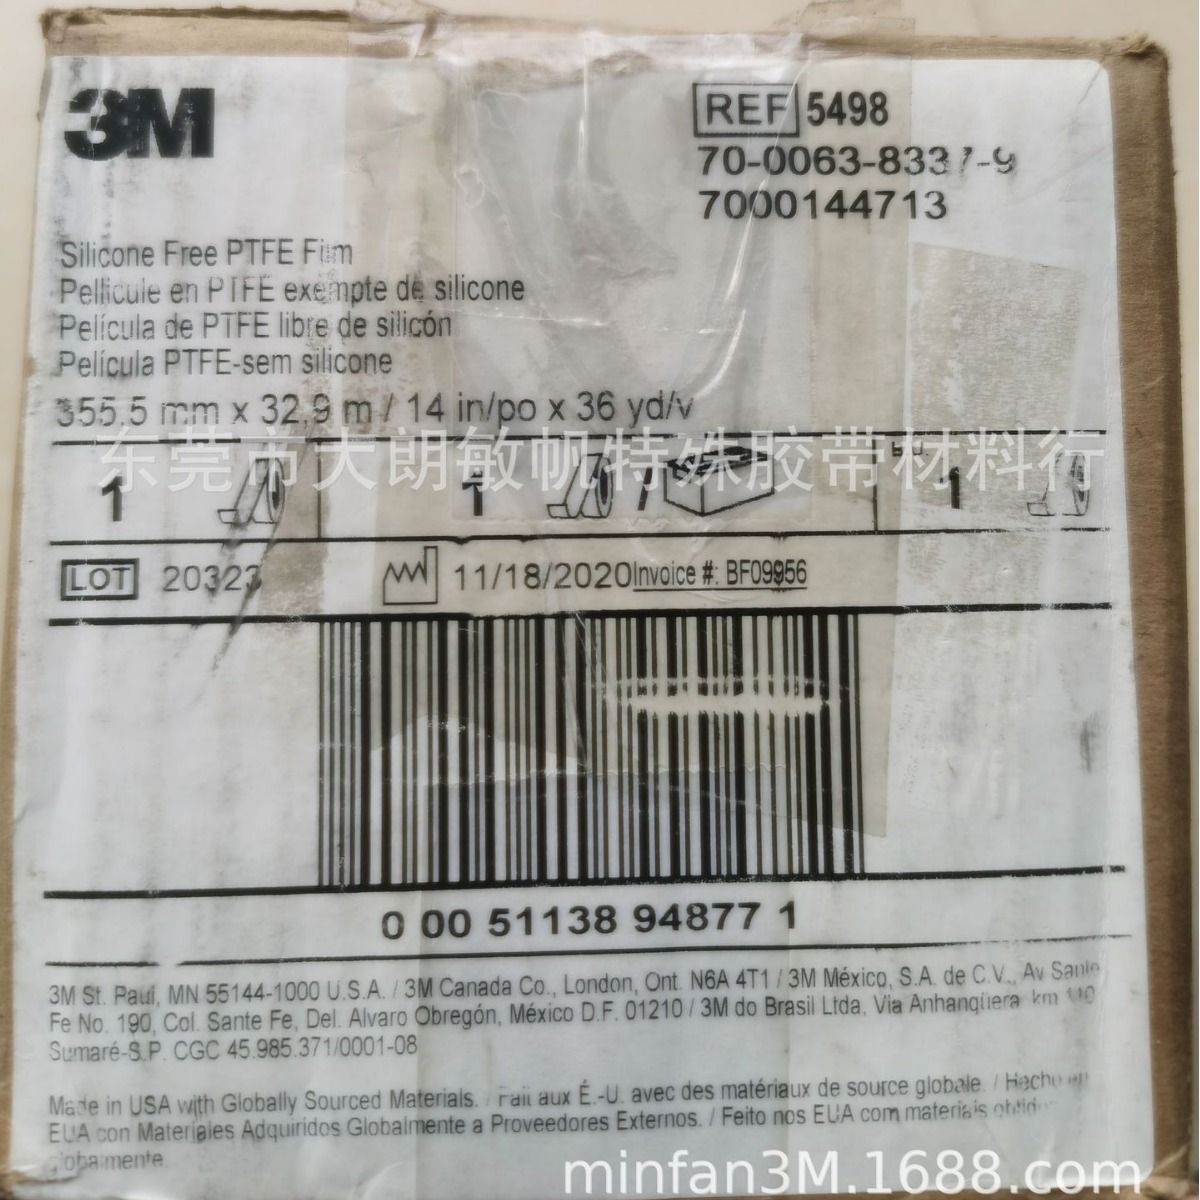 3M
REF 5498
70-0063-8337-9
7000144713
Silicone Free PTFE Film
Pellicule en PTFE exempte de silicone
Película de PTFE libre de silicón
Película PTFE-sem silicone
355,5 mm x 32,9 m / 14 in/po x 36 yd/v
东莞市大朗敏帆特殊胶带材料行
1 1 / 1
LOT 20323 11/18/2020 Invoice #: BF09956
0 00 51138 94877 1
3M St. Paul, MN 55144-1000 U.S.A. / 3M Canada Co., London, Ont. N6A 4T1 / 3M México, S.A. de C.V., Av Sante
Fe No. 190, Col. Sante Fe, Del. Alvaro Obregón, México D.F. 01210 / 3M do Brasil Ltda, Via Anhanqüera km 110
Sumaré-S.P. CGC 45.985.371/0001-08
Made in USA with Globally Sourced Materials. / Fait aux É.-U. avec des matériaux de source globale. / Hecho en
EUA con Materiales Adquiridos Globalmente a Proveedores Externos. / Feito nos EUA com materiais
globalmente.
minfan3M.1688.com